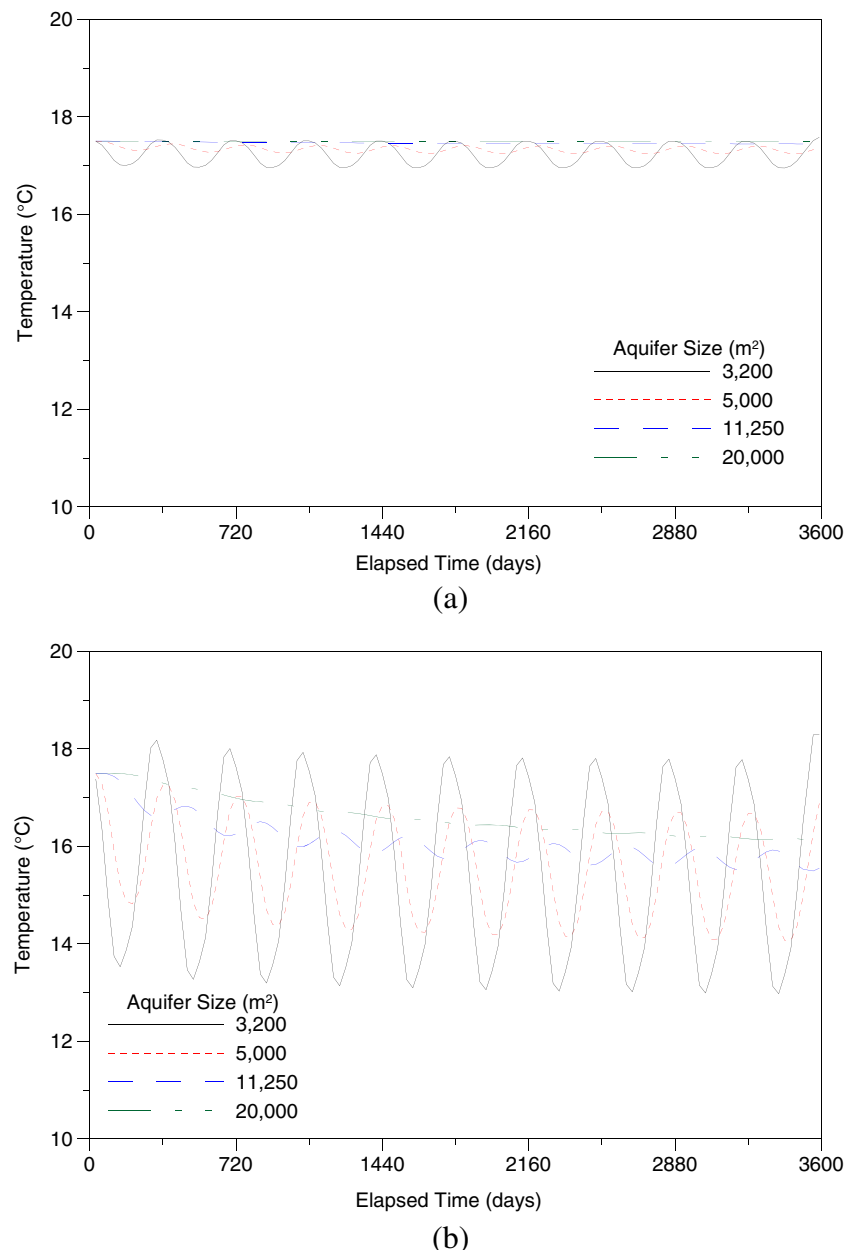 20
18
16
14
12
10
Temperature (°C)
Aquifer Size (m²)
3,200
5,000
11,250
20,000
0 720 1440 2160 2880 3600
Elapsed Time (days)
(a)
20
18
16
14
12
10
Temperature (°C)
Aquifer Size (m²)
3,200
5,000
11,250
20,000
0 720 1440 2160 2880 3600
Elapsed Time (days)
(b)